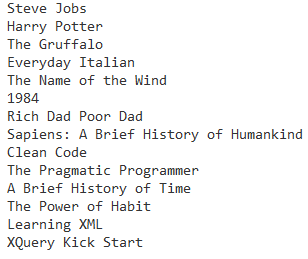 Steve Jobs
Harry Potter
The Gruffalo
Everyday Italian
The Name of the Wind
1984
Rich Dad Poor Dad
Sapiens: A Brief History of Humankind
Clean Code
The Pragmatic Programmer
A Brief History of Time
The Power of Habit
Learning XML
XQuery Kick Start